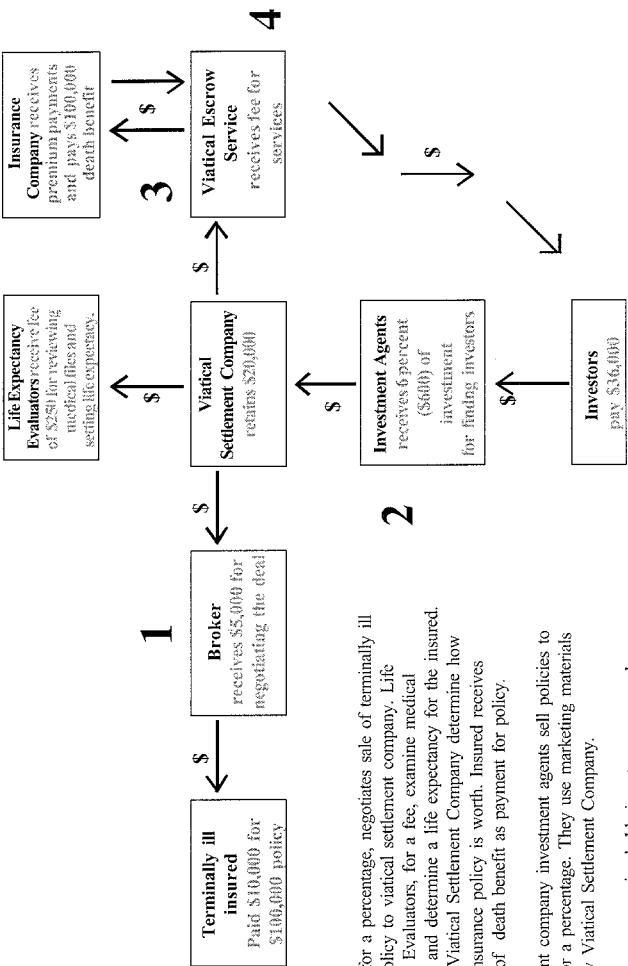 Life Expectancy
Evaluators receive fee
of $250 for reviewing
medical files and
setting life expectacy.
Insurance
Company receives
premium payments
and pays $100,000
death benefit
$
$
1
3
4
Terminally ill
insured
Paid $10,000 for
$100,000 policy
$
Broker
receives $5,000 for
negotiating the deal
$
Viatical
Settlement Company
retains $20,000
$
Viatical Escrow
Service
receives fee for
services
$
2
Investment Agents
receives 6 percent
($600) of
investment
for findng investors
$
$
Investors
pay $36,000
for a percentage, negotiates sale of terminally ill
policy to viatical settlement company. Life
Evaluators, for a fee, examine medical
and determine a life expectancy for the insured.
Viatical Settlement Company determine how
insurance policy is worth. Insured receives
of death benefit as payment for policy.
company investment agents sell policies to
a percentage. They use marketing materials
Viatical Settlement Company.